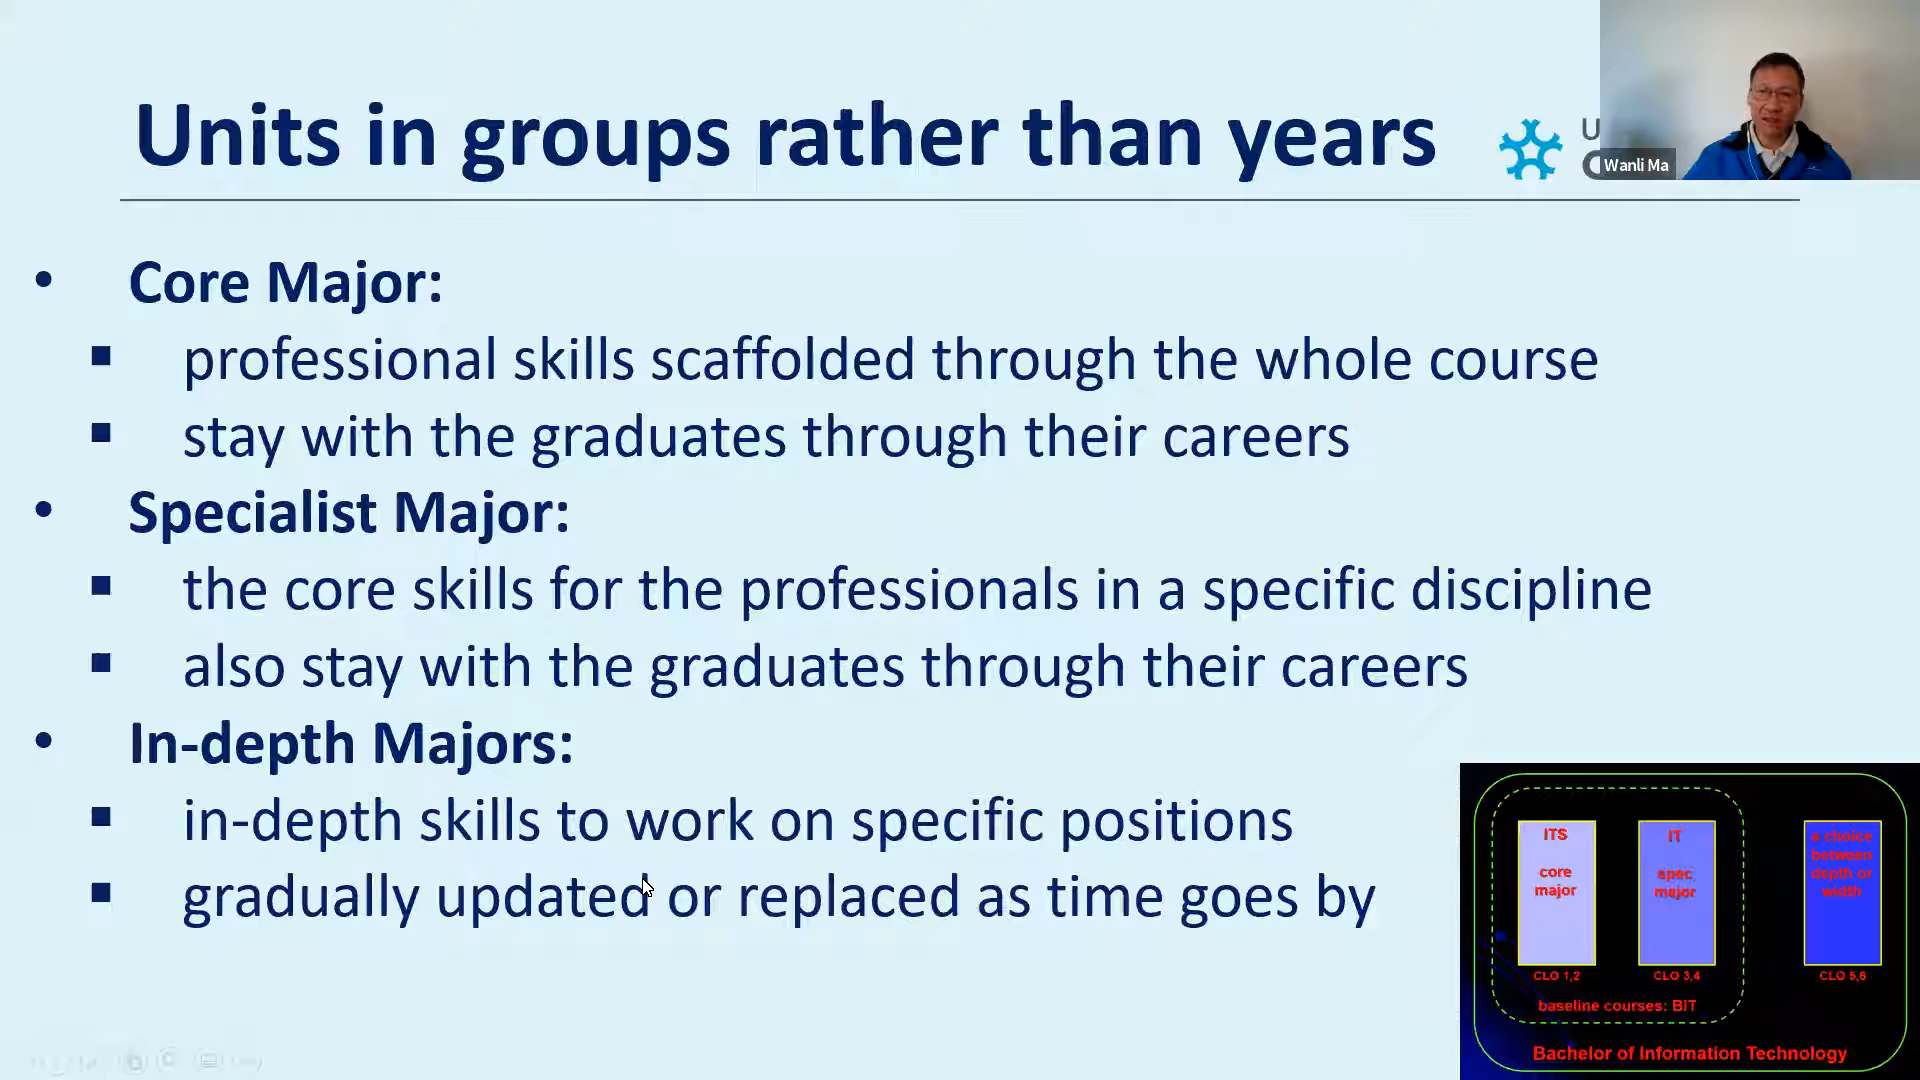 Units in groups rather than years
U
Wanli Ma
• Core Major:
▪ professional skills scaffolded through the whole course
▪ stay with the graduates through their careers
• Specialist Major:
▪ the core skills for the professionals in a specific discipline
▪ also stay with the graduates through their careers
• In-depth Majors:
▪ in-depth skills to work on specific positions
▪ gradually updated or replaced as time goes by
ITS
core
major
CLO 1,2
IT
spec
major
CLO 3,4
a choice
between
depth or
width
CLO 5,6
baseline courses: BIT
Bachelor of Information Technology